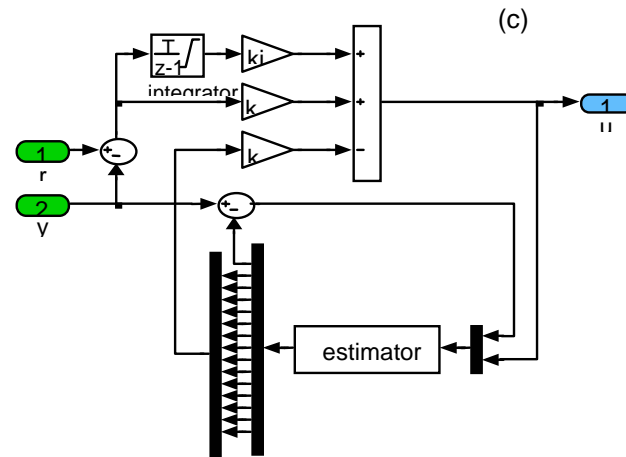 (c)
T
z-1
integrator
ki
+
k
+
k
-
1
r
+
-
2
y
+
-
1
u
estimator